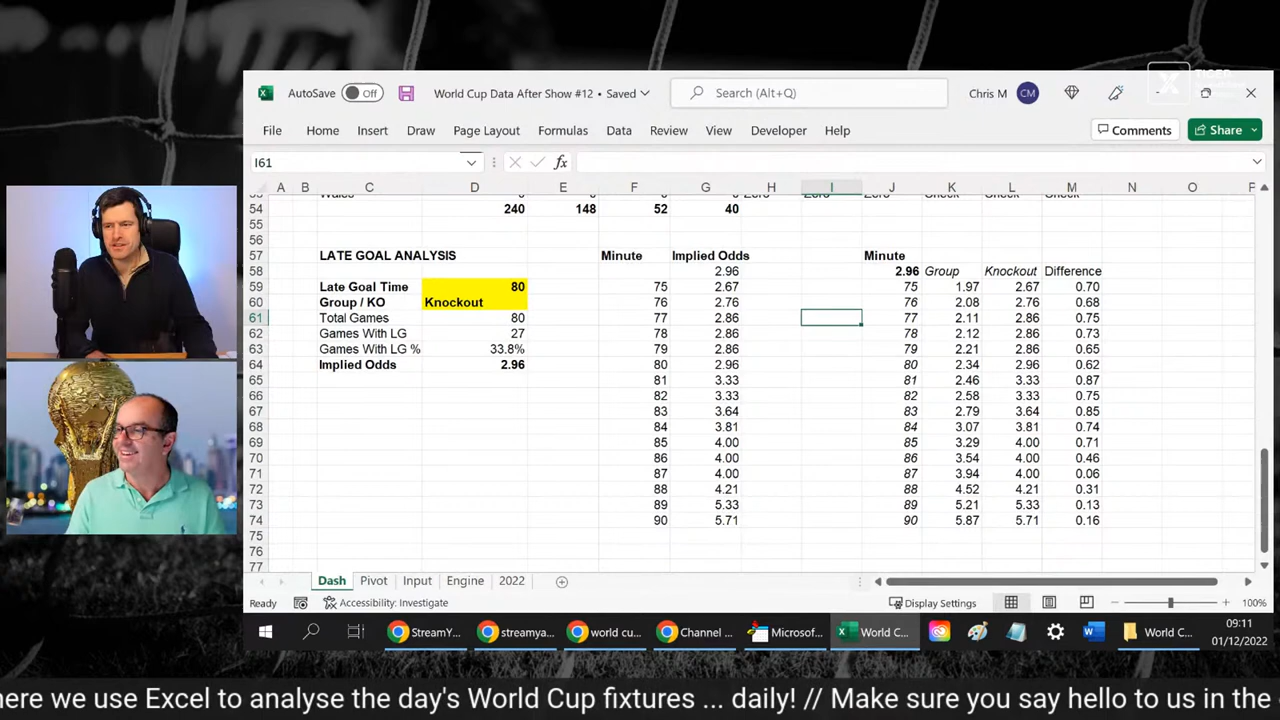 AutoSave Off World Cup Data After Show #12 • Saved Search (Alt+Q) Chris M CM
File Home Insert Draw Page Layout Formulas Data Review View Developer Help Comments Share
I61 fx
A B C D E F G H I J K L M N O
54 240 148 52 40
55
56
57 LATE GOAL ANALYSIS Minute Implied Odds Minute
58 2.96 2.96 Group Knockout Difference
59 Late Goal Time 80 75 2.67 75 1.97 2.67 0.70
60 Group / KO Knockout 76 2.76 76 2.08 2.76 0.68
61 Total Games 80 77 2.86 77 2.11 2.86 0.75
62 Games With LG 27 78 2.86 78 2.12 2.86 0.73
63 Games With LG % 33.8% 79 2.86 79 2.21 2.86 0.65
64 Implied Odds 2.96 80 2.96 80 2.34 2.96 0.62
65 81 3.33 81 2.46 3.33 0.87
66 82 3.33 82 2.58 3.33 0.75
67 83 3.64 83 2.79 3.64 0.85
68 84 3.81 84 3.07 3.81 0.74
69 85 4.00 85 3.29 4.00 0.71
70 86 4.00 86 3.54 4.00 0.46
71 87 4.00 87 3.94 4.00 0.06
72 88 4.21 88 4.52 4.21 0.31
73 89 5.33 89 5.21 5.33 0.13
74 90 5.71 90 5.87 5.71 0.16
75
76
77
Dash Pivot Input Engine 2022
Ready Accessibility: Investigate Display Settings 100%
StreamY... streamya... world cu... Channel ... Microsof... World C... World C... 09:11
01/12/2022
here we use Excel to analyse the day's World Cup fixtures ... daily! // Make sure you say hello to us in the